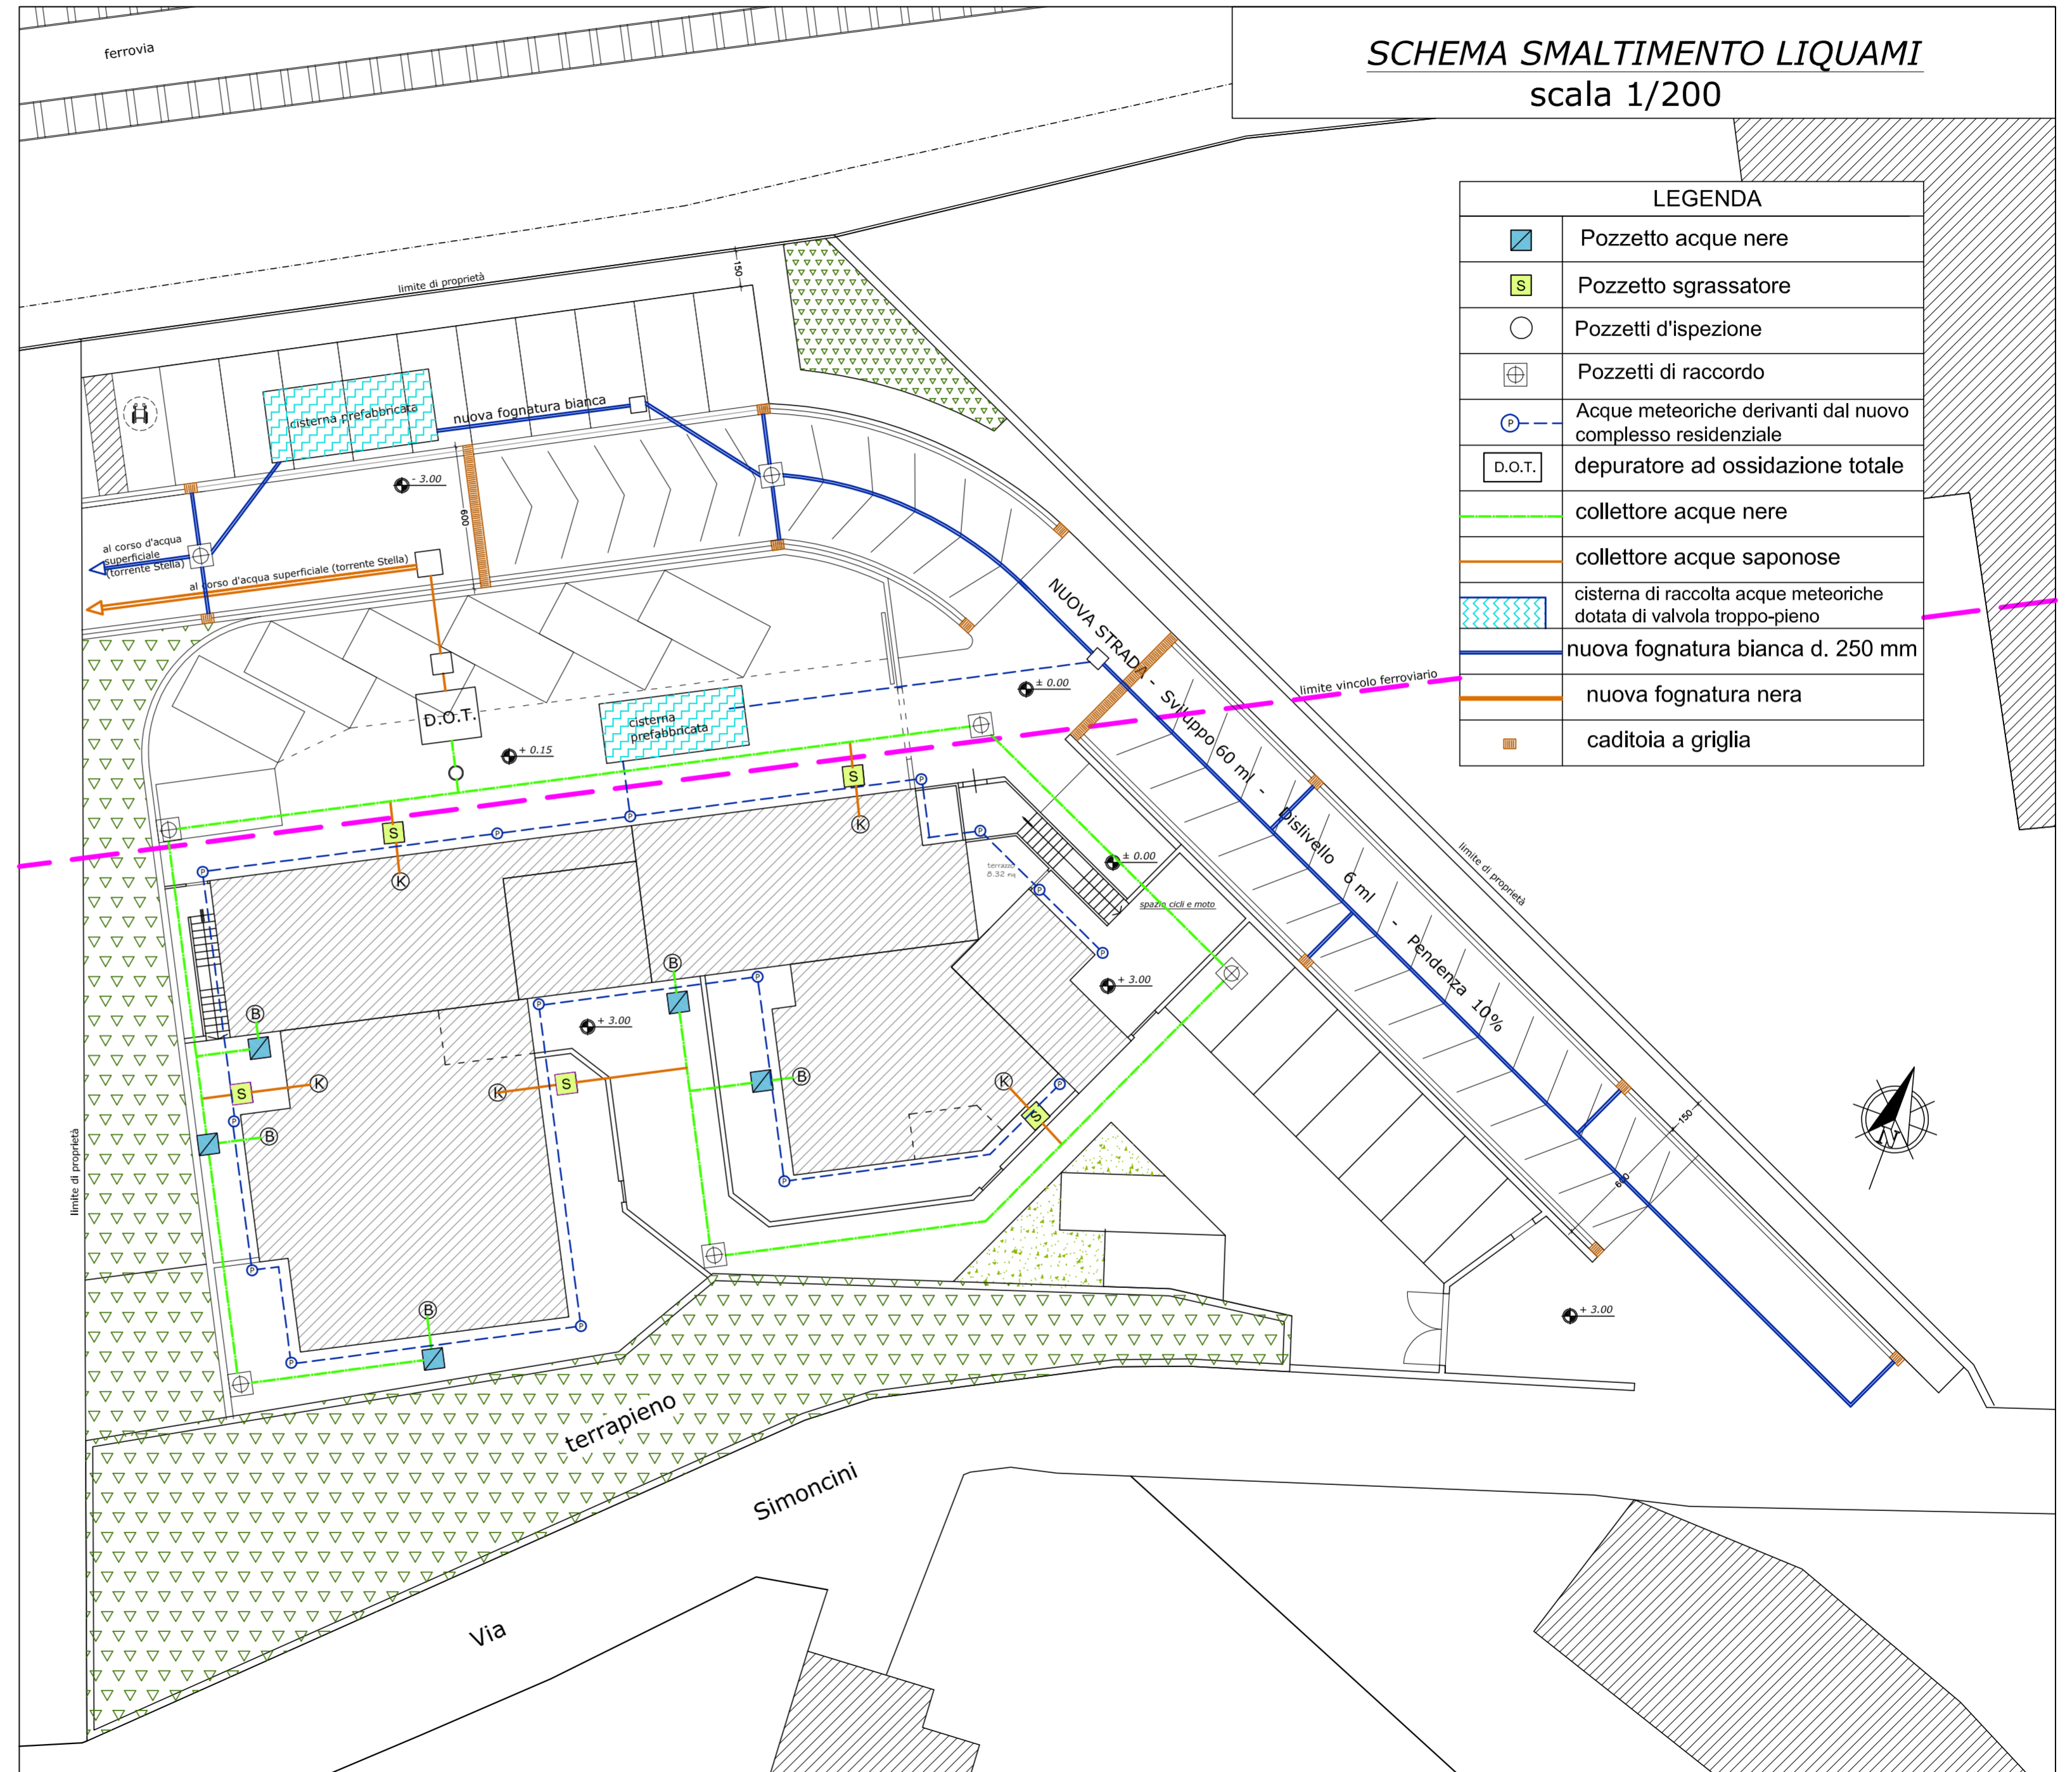 SCHEMA SMALTIMENTO LIQUAMI
scala 1/200
ferrovia
LEGENDA
Pozzetto acque nere
S
Pozzetto sgrassatore
Pozzetti d'ispezione
Pozzetti di raccordo
P
Acque meteoriche derivanti dal nuovo
complesso residenziale
D.O.T.
depuratore ad ossidazione totale
collettore acque nere
collettore acque saponose
cisterna di raccolta acque meteoriche
dotata di valvola troppo-pieno
nuova fognatura bianca d. 250 mm
nuova fognatura nera
caditoia a griglia
limite di proprietà
150
cisterna prefabbricata
nuova fognatura bianca
- 3.00
600
al corso d'acqua
superficiale
(torrente Stella)
al corso d'acqua superficiale (torrente Stella)
NUOVA STRADA - Sviluppo 60 ml - Dislivello 6 ml - Pendenza 10%
limite vincolo ferroviario
± 0.00
D.O.T.
cisterna
prefabbricata
+ 0.15
S
S
K
K
P
P
P
P
P
P
P
P
± 0.00
terrazzo
8.32 mq
spazio cicli e moto
limite di proprietà
+ 3.00
B
B
P
P
+ 3.00
S
K
K
S
B
K
S
P
P
B
150
600
limite di proprietà
P
P
B
P
P
+ 3.00
N
terrapieno
Via Simoncini